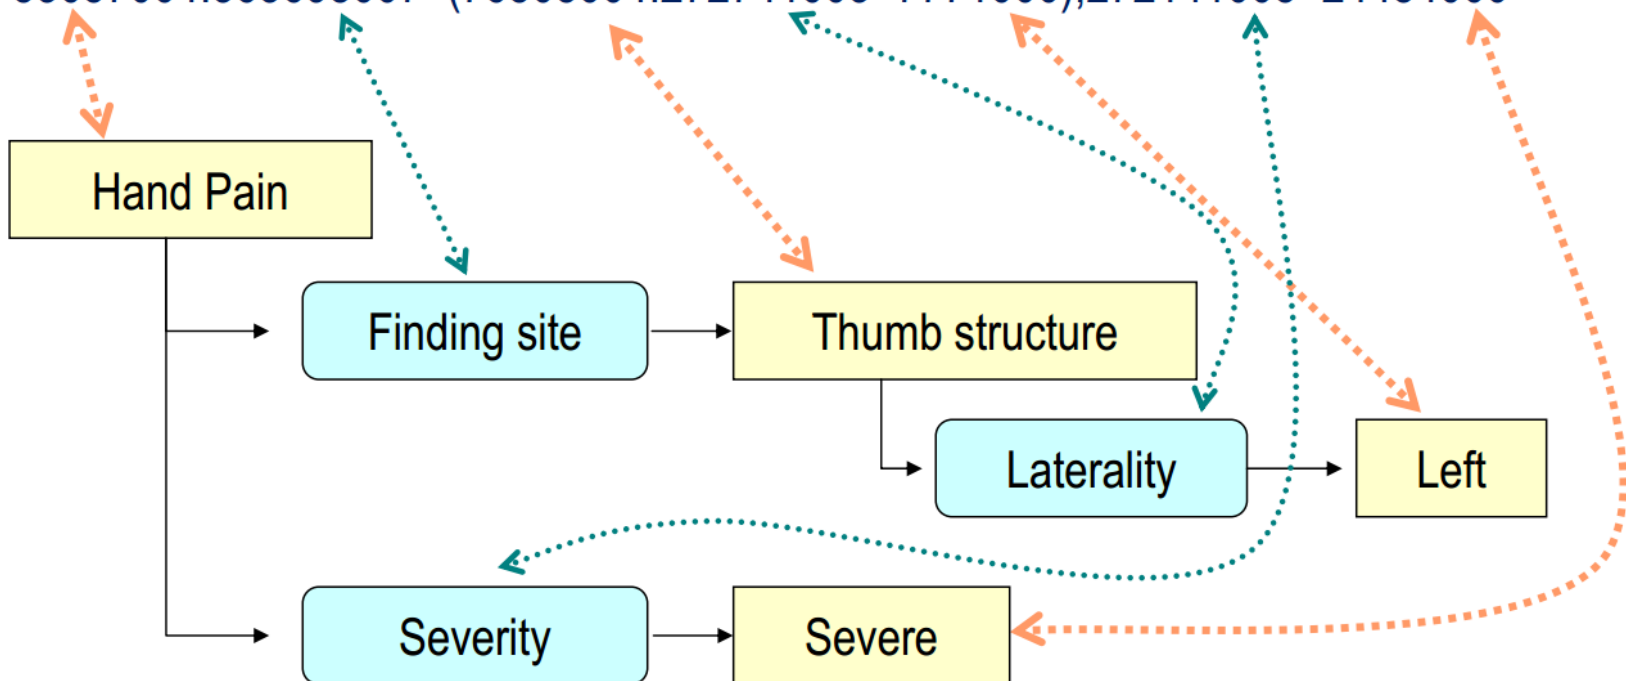 Hand Pain
Finding site
Thumb structure
Laterality
Left
Severity
Severe